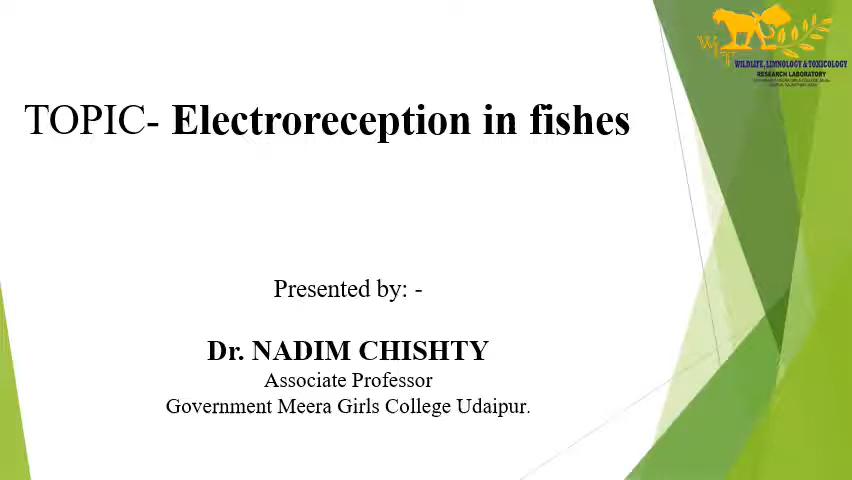 WLT
WILDLIFE, LIMNOLOGY & TOXICOLOGY
RESEARCH LABORATORY
TOPIC- Electroreception in fishes
Presented by: -
Dr. NADIM CHISHTY
Associate Professor
Government Meera Girls College Udaipur.